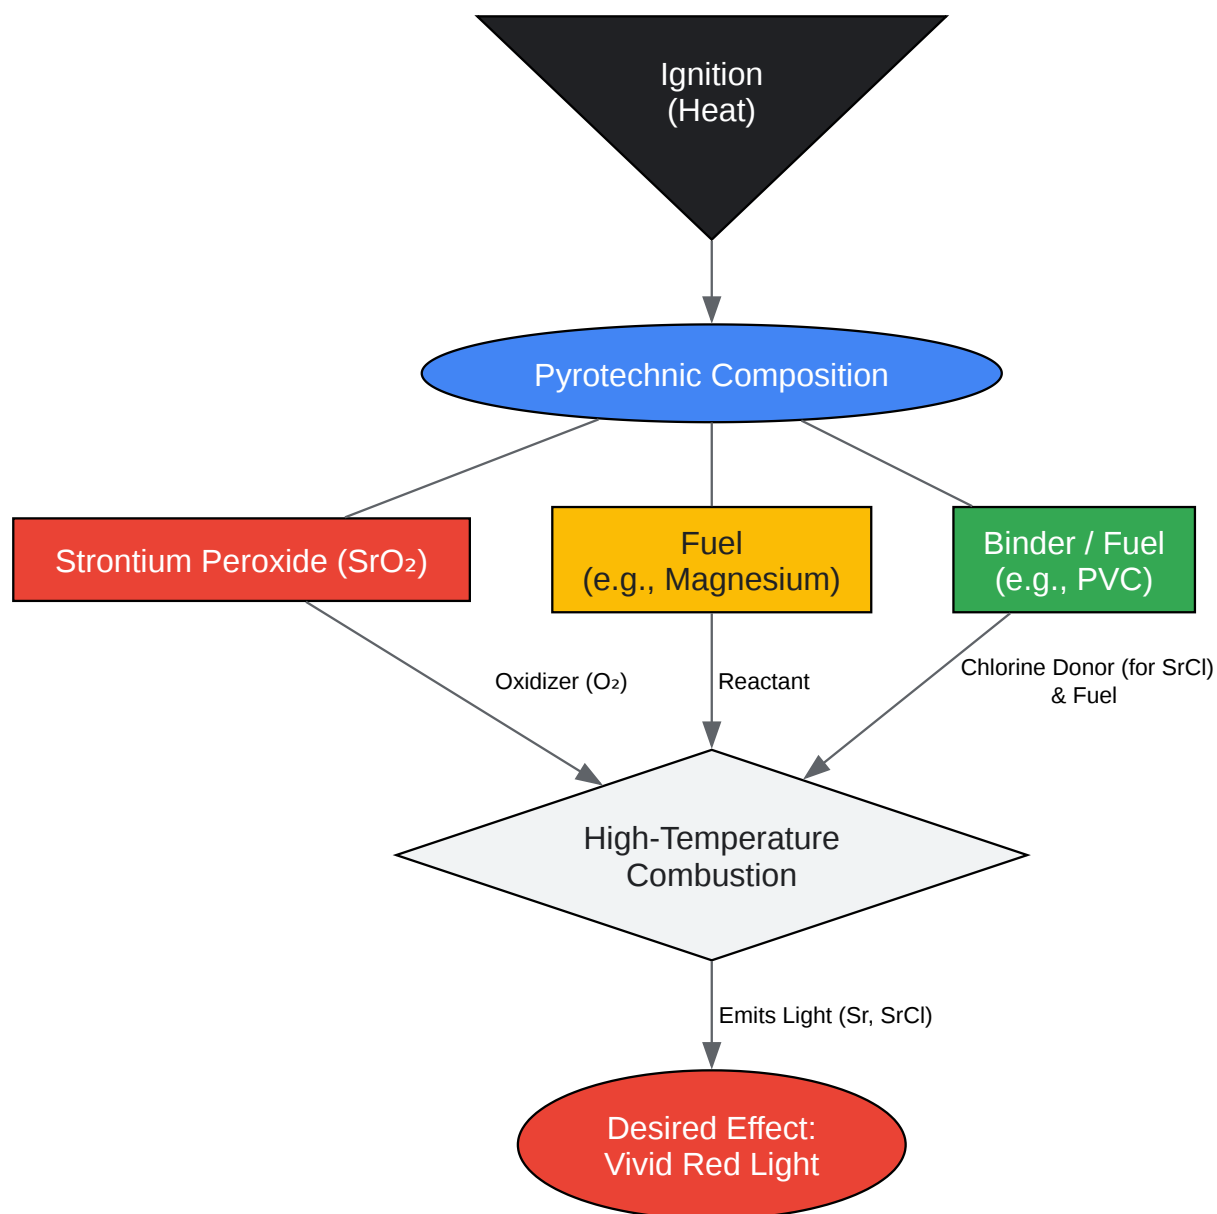 Ignition
(Heat)
Pyrotechnic Composition
Strontium Peroxide (SrO₂)
Fuel
(e.g., Magnesium)
Binder / Fuel
(e.g., PVC)
Oxidizer (O₂)
Reactant
Chlorine Donor (for SrCl)
& Fuel
High-Temperature
Combustion
Emits Light (Sr, SrCl)
Desired Effect:
Vivid Red Light